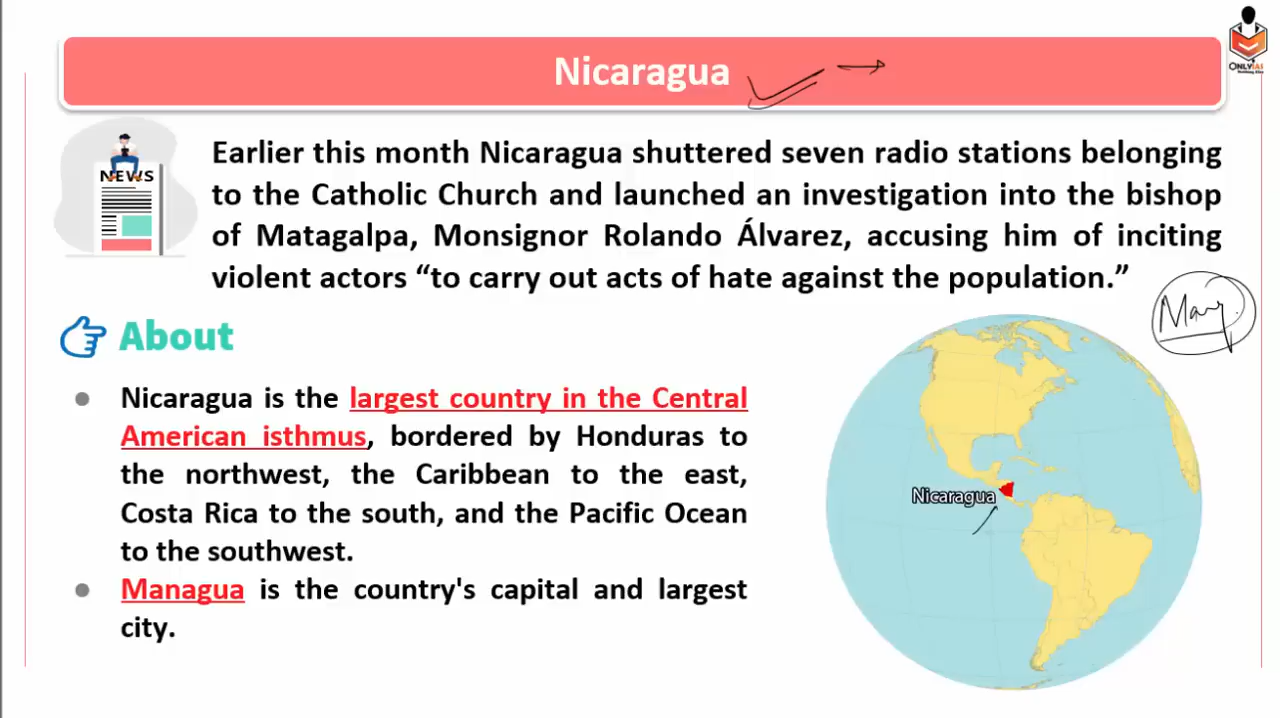 Nicaragua
ONLYIAS
NEWS
Earlier this month Nicaragua shuttered seven radio stations belonging
to the Catholic Church and launched an investigation into the bishop
of Matagalpa, Monsignor Rolando Álvarez, accusing him of inciting
violent actors “to carry out acts of hate against the population.”
About
Nicaragua is the largest country in the Central
American isthmus, bordered by Honduras to
the northwest, the Caribbean to the east,
Costa Rica to the south, and the Pacific Ocean
to the southwest.
Managua is the country's capital and largest
city.
Nicaragua